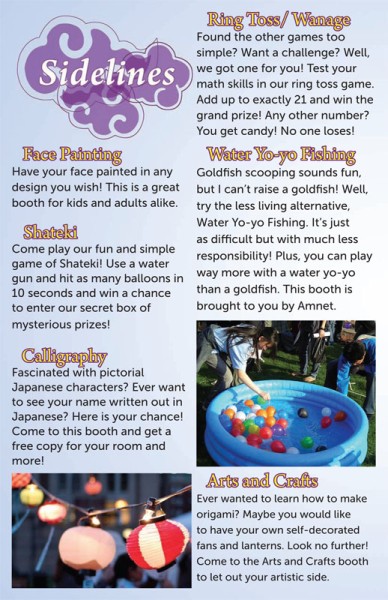 Sidelines
Face Painting
Have your face painted in any
design you wish! This is a great
booth for kids and adults alike.
Shateki
Come play our fun and simple
game of Shateki! Use a water
gun and hit as many balloons in
10 seconds and win a chance
to enter our secret box of
mysterious prizes!
Calligraphy
Fascinated with pictorial
Japanese characters? Ever want
to see your name written out in
Japanese? Here is your chance!
Come to this booth and get a
free copy for your room and
more!
Ring Toss/ Wanage
Found the other games too
simple? Want a challenge? Well,
we got one for you! Test your
math skills in our ring toss game.
Add up to exactly 21 and win the
grand prize! Any other number?
You get candy! No one loses!
Water Yo-yo Fishing
Goldfish scooping sounds fun,
but I can't raise a goldfish! Well,
try the less living alternative,
Water Yo-yo Fishing. It's just
as difficult but with much less
responsibility! Plus, you can play
way more with a water yo-yo
than a goldfish. This booth is
brought to you by Amnet.
Arts and Crafts
Ever wanted to learn how to make
origami? Maybe you would like
to have your own self-decorated
fans and lanterns. Look no further!
Come to the Arts and Crafts booth
to let out your artistic side.